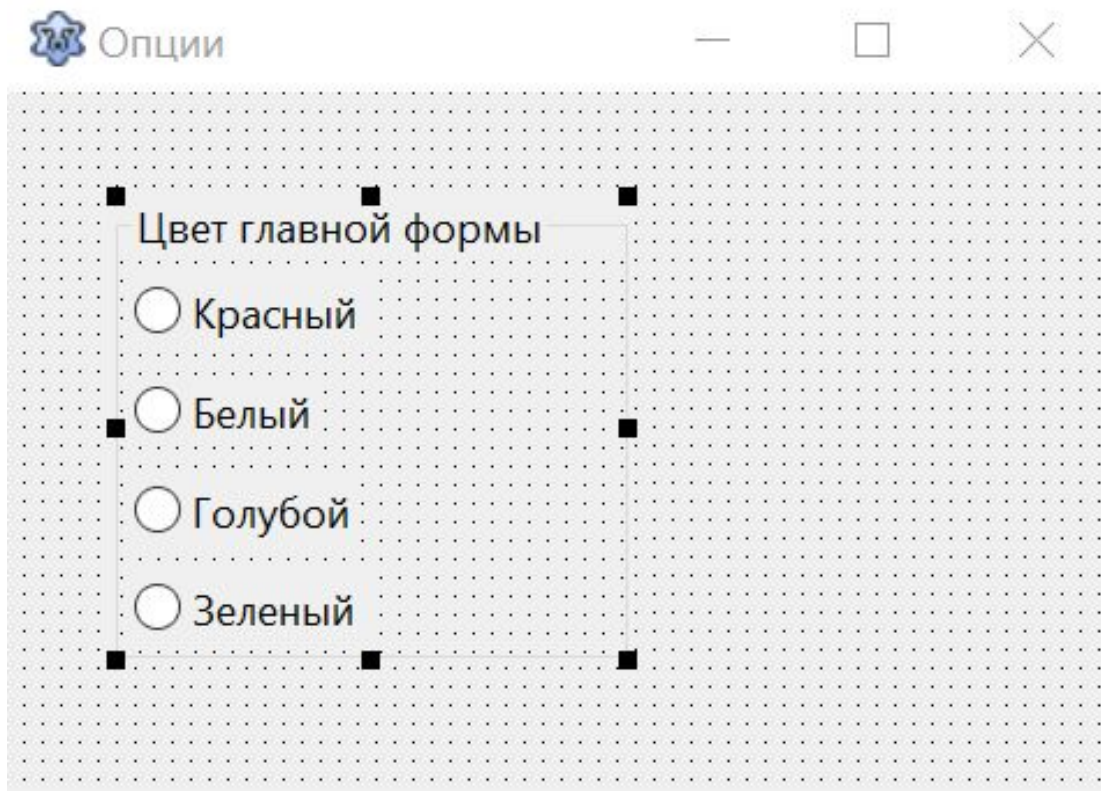 Опции
Цвет главной формы
Красный
Белый
Голубой
Зеленый